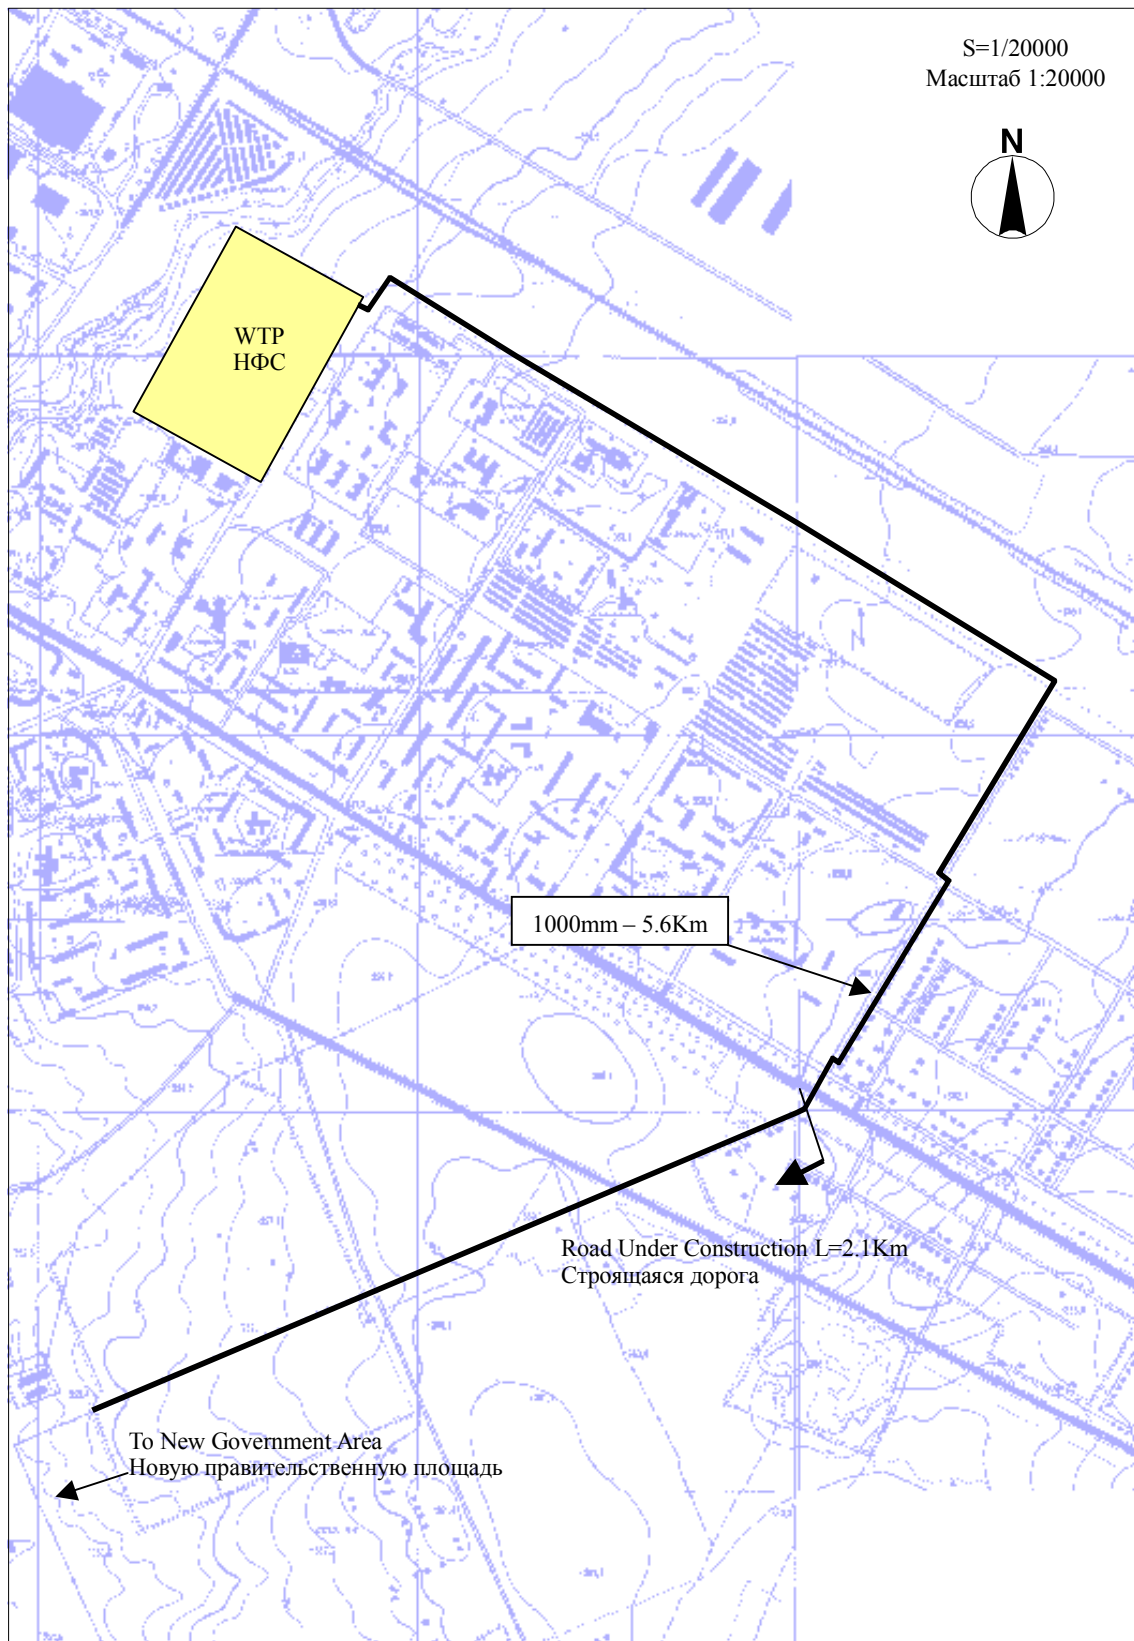 S=1/20000
Масштаб 1:20000
N
WTP
НФС
1000mm – 5.6Km
Road Under Construction L=2.1Km
Строящаяся дорога
To New Government Area
Новую правительственную площадь